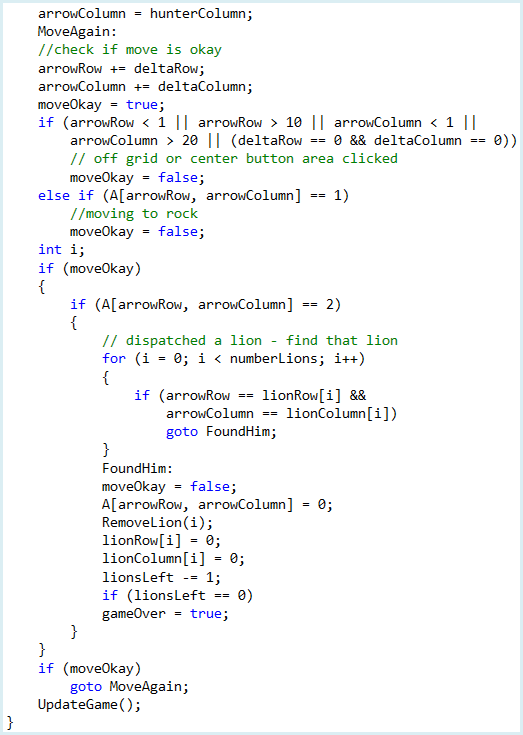 arrowColumn = hunterColumn;
MoveAgain:
//check if move is okay
arrowRow += deltaRow;
arrowColumn += deltaColumn;
moveOkay = true;
if (arrowRow < 1 || arrowRow > 10 || arrowColumn < 1 ||
arrowColumn > 20 || (deltaRow == 0 && deltaColumn == 0))
// off grid or center button area clicked
moveOkay = false;
else if (A[arrowRow, arrowColumn] == 1)
//moving to rock
moveOkay = false;
int i;
if (moveOkay)
{
if (A[arrowRow, arrowColumn] == 2)
{
// dispatched a lion - find that lion
for (i = 0; i < numberLions; i++)
{
if (arrowRow == lionRow[i] &&
arrowColumn == lionColumn[i])
goto FoundHim;
}
FoundHim:
moveOkay = false;
A[arrowRow, arrowColumn] = 0;
RemoveLion(i);
lionRow[i] = 0;
lionColumn[i] = 0;
lionsLeft -= 1;
if (lionsLeft == 0)
gameOver = true;
}
}
if (moveOkay)
goto MoveAgain;
UpdateGame();
}